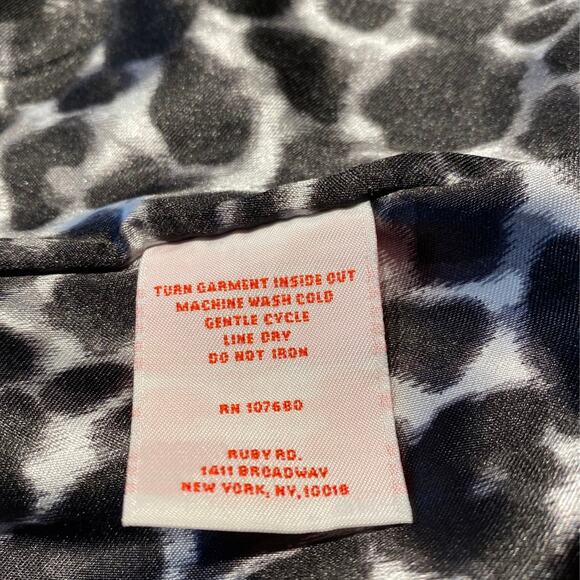 TURN GARMENT INSIDE OUT
MACHINE WASH COLD
GENTLE CYCLE
LINE DRY
DO NOT IRON
RN 107680
RUBY RD.
1411 BROADWAY
NEW YORK, NY, 10018